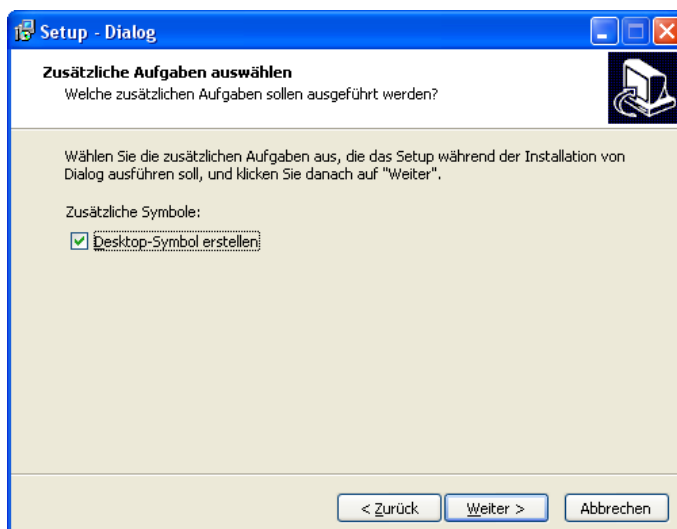 Setup - Dialog
Zusätzliche Aufgaben auswählen
Welche zusätzlichen Aufgaben sollen ausgeführt werden?
Wählen Sie die zusätzlichen Aufgaben aus, die das Setup während der Installation von
Dialog ausführen soll, und klicken Sie danach auf "Weiter".
Zusätzliche Symbole:
Desktop-Symbol erstellen
< Zurück
Weiter >
Abbrechen